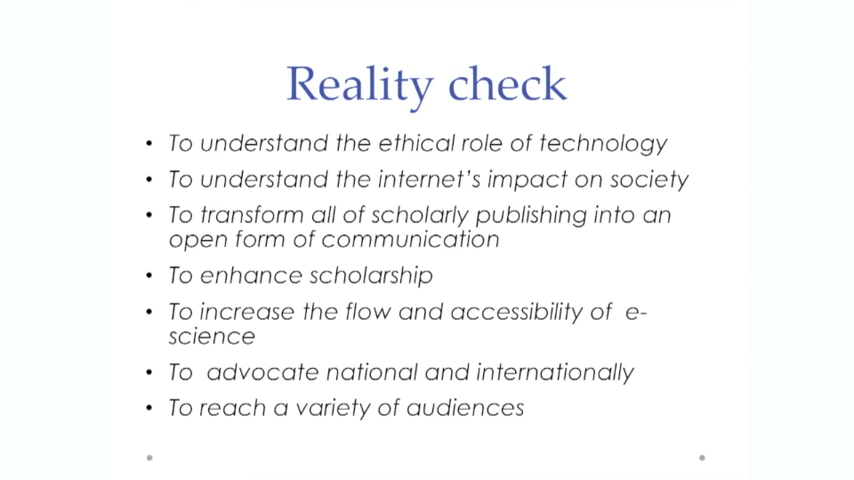 Reality check
• To understand the ethical role of technology
• To understand the internet's impact on society
• To transform all of scholarly publishing into an
open form of communication
• To enhance scholarship
• To increase the flow and accessibility of  e-
science
• To  advocate national and internationally
• To reach a variety of audiences